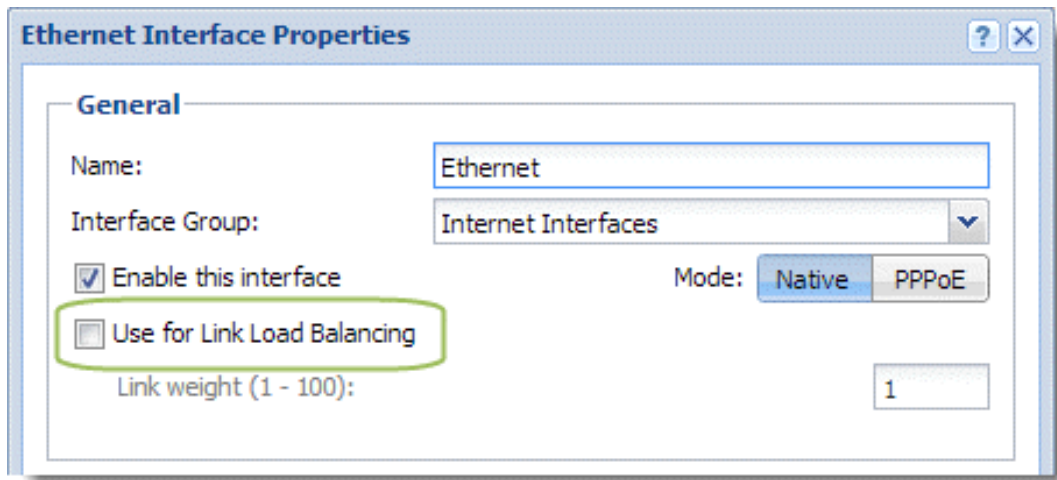 Ethernet Interface Properties
?
General
Name: Ethernet
Interface Group: Internet Interfaces
Enable this interface Mode: Native PPPoE
Use for Link Load Balancing
Link weight (1 - 100): 1